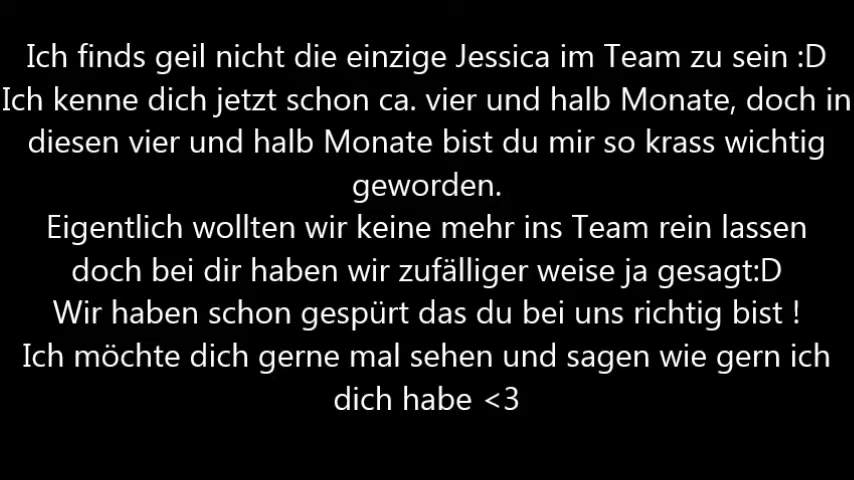 Ich finds geil nicht die einzige Jessica im Team zu sein :D
Ich kenne dich jetzt schon ca. vier und halb Monate, doch in
diesen vier und halb Monate bist du mir so krass wichtig
geworden.
Eigentlich wollten wir keine mehr ins Team rein lassen
doch bei dir haben wir zufälliger weise ja gesagt:D
Wir haben schon gespürt das du bei uns richtig bist !
Ich möchte dich gerne mal sehen und sagen wie gern ich
dich habe <3